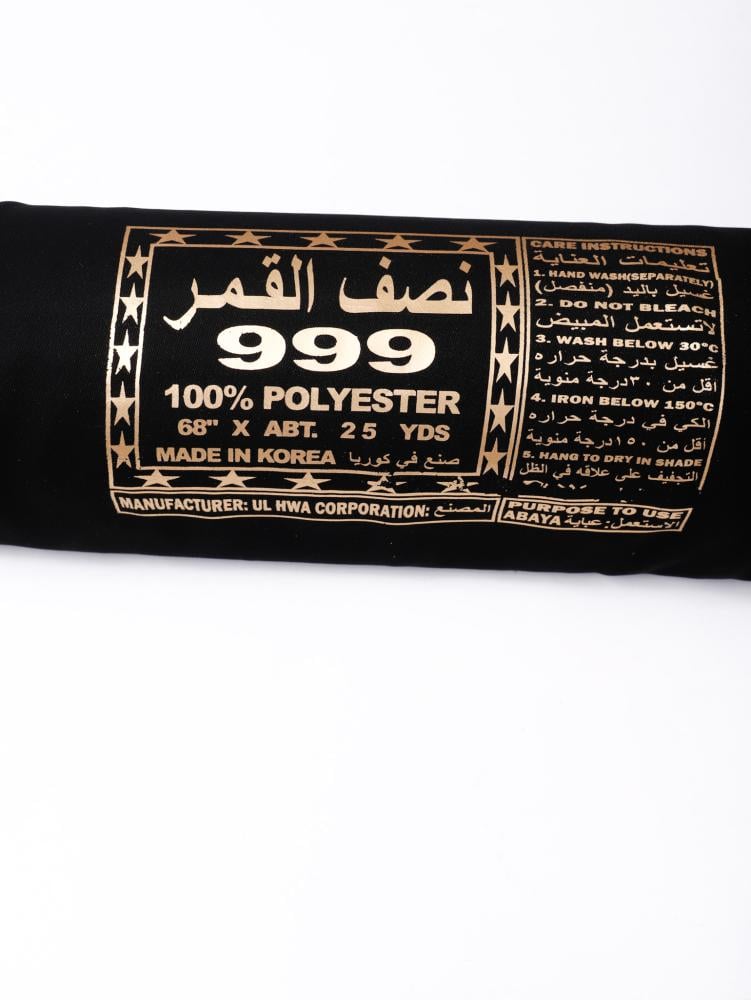 نصف القمر
999
100% POLYESTER
68" X ABT. 25 YDS
MADE IN KOREA صنع في كوريا
MANUFACTURER: UL HWA CORPORATION: المصنع
CARE INSTRUCTIONS
تعليمات العناية
1. HAND WASH(SEPARATELY)
غسيل باليد (منفصل)
2. DO NOT BLEACH
لاتستعمل المبيض
3. WASH BELOW 30°C
غسيل بدرجة حراره
اقل من ٣٠درجة منوية
4. IRON BELOW 150°C
الكي في درجة حراره
أقل من ١٥٠درجة منوية
5. HANG TO DRY IN SHADE
التجفيف على علاقه في الظل
PURPOSE TO USE
ABAYA الاستعمل: عباية